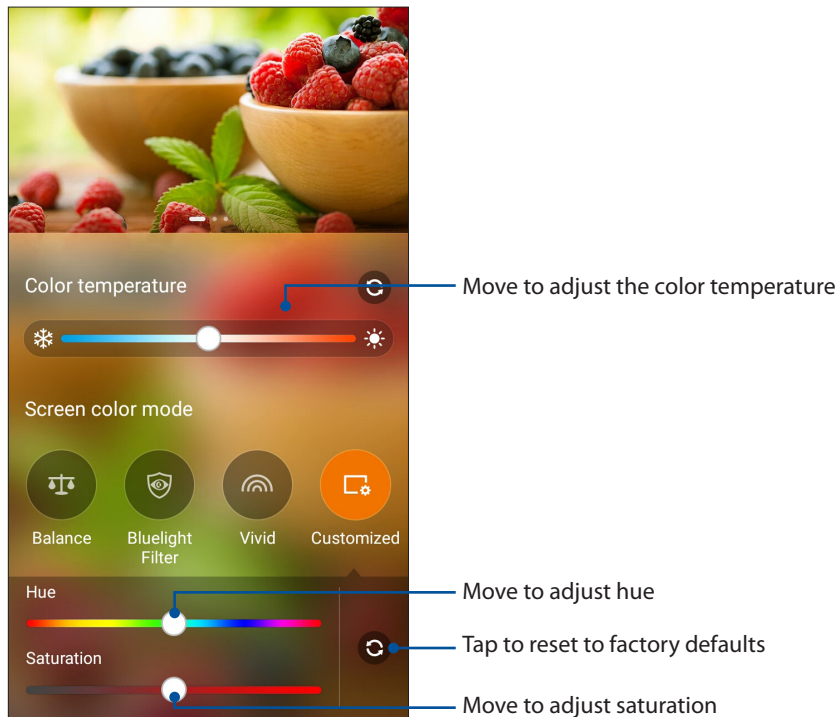 Color temperature
Move to adjust the color temperature
Screen color mode
Balance
Bluelight
Filter
Vivid
Customized
Hue
Move to adjust hue
Tap to reset to factory defaults
Saturation
Move to adjust saturation